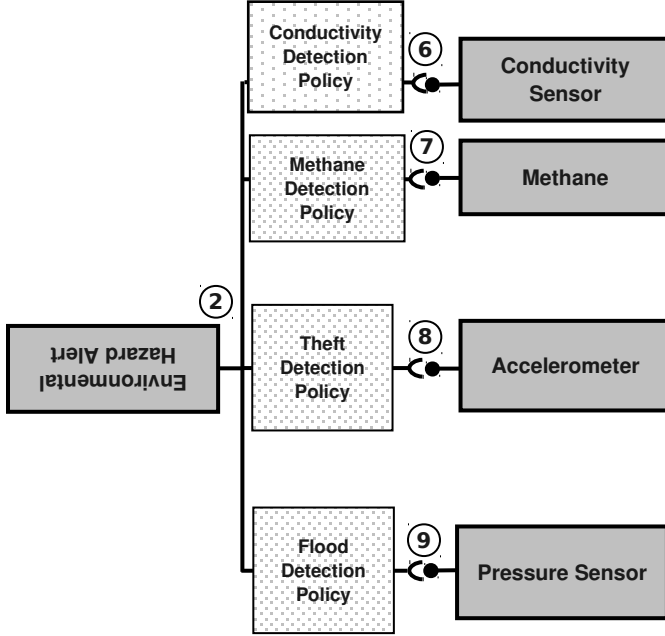 Conductivity
Detection
Policy
6
Conductivity
Sensor
Methane
Detection
Policy
7
Methane
2
Environmental
Hazard Alert
Theft
Detection
Policy
8
Accelerometer
Flood
Detection
Policy
9
Pressure Sensor